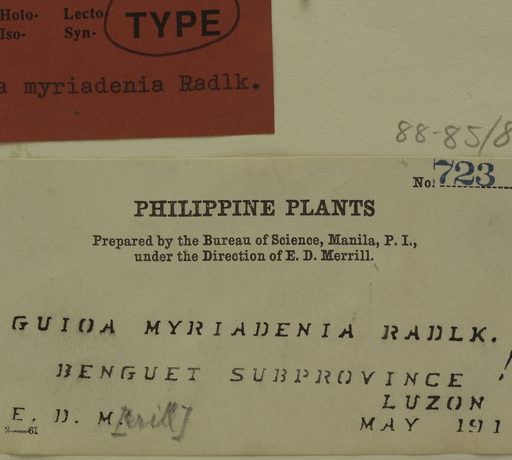 Holo- Lecto-
Iso- Syn- TYPE
a myriadenia Radlk.
88-85/8
No. 723
PHILIPPINE PLANTS
Prepared by the Bureau of Science, Manila, P. I.,
under the Direction of E. D. Merrill.
GUIOA MYRIADENIA RADLK.
BENGUET SUBPROVINCE
LUZON
E. D. M[errill]
MAY 191